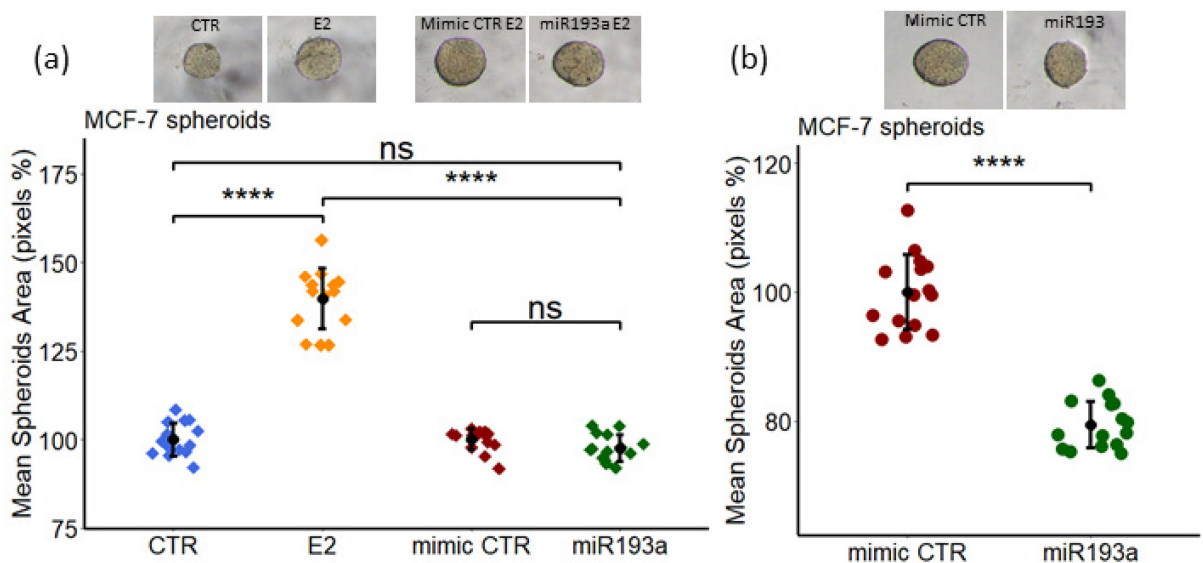 (a)
CTR
E2
Mimic CTR E2
miR193a E2
MCF-7 spheroids
Mean Spheroids Area (pixels %)
175
150
125
100
75
ns
****
****
ns
CTR
E2
mimic CTR
miR193a
(b)
Mimic CTR
miR193
MCF-7 spheroids
Mean Spheroids Area (pixels %)
120
100
80
****
mimic CTR
miR193a